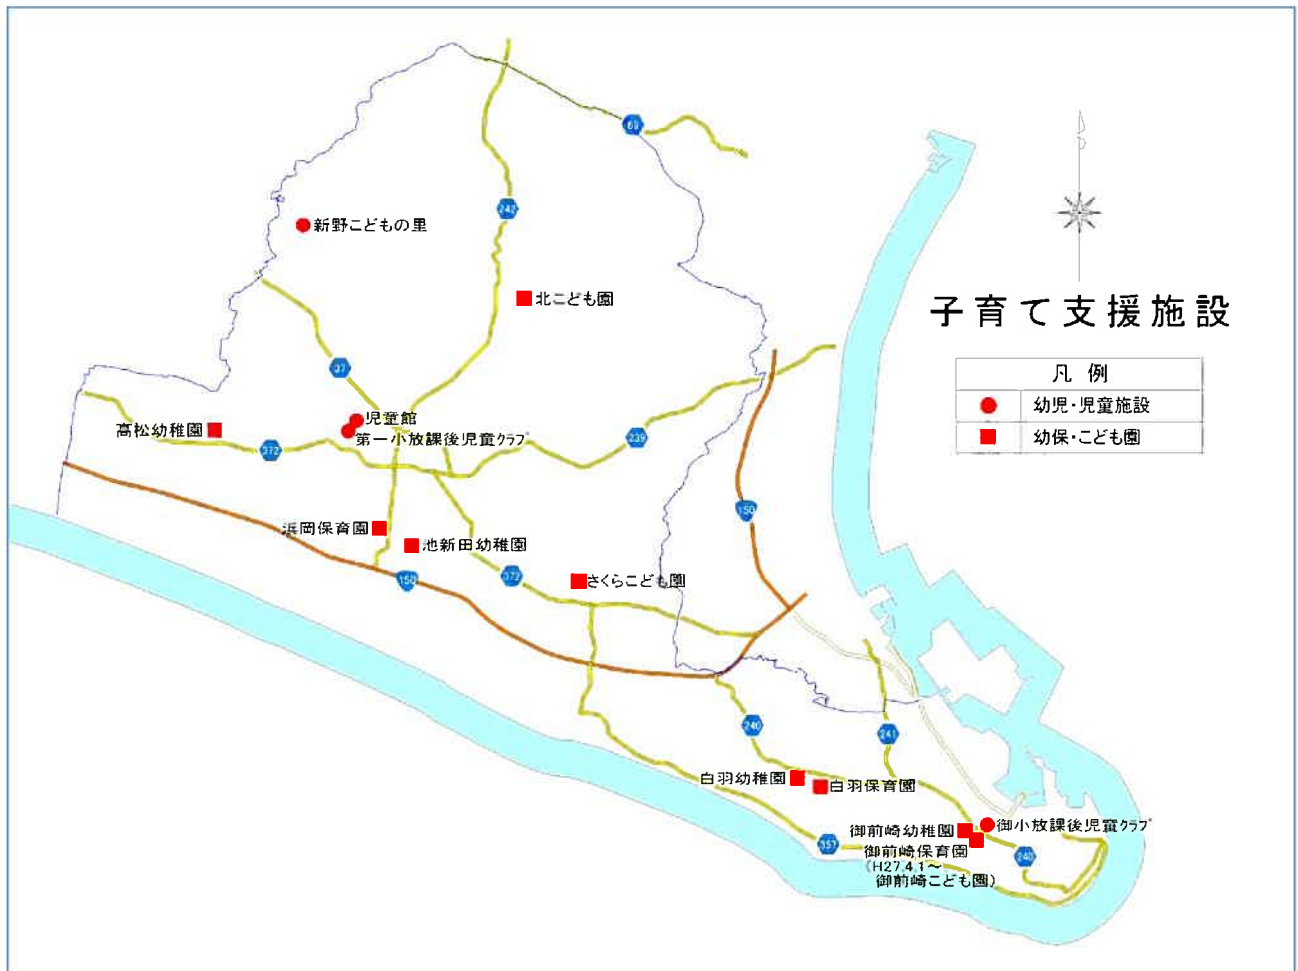 69
242
新野こどもの里
北こども園
子育て支援施設
凡 例
幼児・児童施設
幼保・こども園
37
児童館
高松幼稚園
第一小放課後児童クラブ
372
239
150
浜岡保育園
池新田幼稚園
150
372
さくらこども園
240
241
白羽幼稚園
白羽保育園
御前崎幼稚園
御小放課後児童クラブ
357
御前崎保育園
240
(H27.4.1～
御前崎こども園)